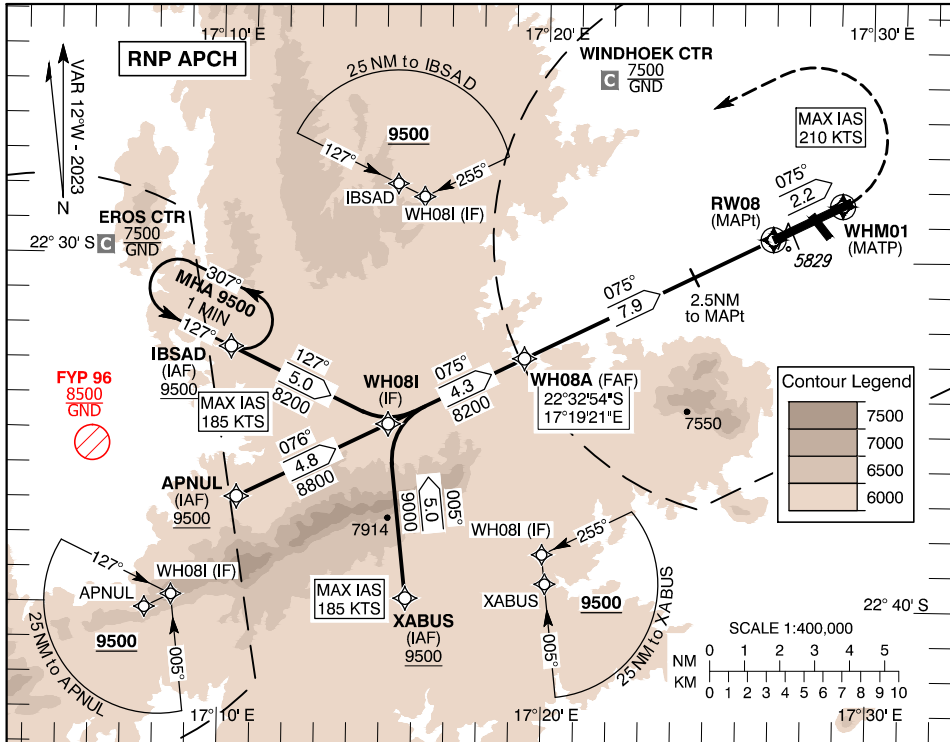 17°10' E
17°20' E
17°30' E
RNP APCH
VAR 12°W - 2023
N
25 NM to IBSAD
9500
127°
255°
IBSAD
WH08I (IF)
WINDHOEK CTR
C 7500
GND
MAX IAS
210 KTS
075°
2.2
RW08
(MAPt)
WHM01
(MATP)
5829
EROS CTR
22° 30' S C 7500
GND
307°
MHA 9500
1 MIN
127°
IBSAD
(IAF)
9500
127°
5.0
8200
MAX IAS
185 KTS
WH08I
(IF)
075°
4.3
8200
075°
7.9
2.5NM
to MAPt
WH08A (FAF)
22°32'54"S
17°19'21"E
FYP 96
8500
GND
076°
4.8
8800
APNUL
(IAF)
9500
7550
Contour Legend
7500
7000
6500
6000
7914
005°
5.0
9000
MAX IAS
185 KTS
XABUS
(IAF)
9500
127°
WH08I (IF)
APNUL
9500
005°
25 NM to APNUL
WH08I (IF)
255°
XABUS
9500
005°
25 NM to XABUS
22° 40' S
SCALE 1:400,000
NM 0 1 2 3 4 5
KM 0 1 2 3 4 5 6 7 8 9 10
17°10' E
17°20' E
17°30' E